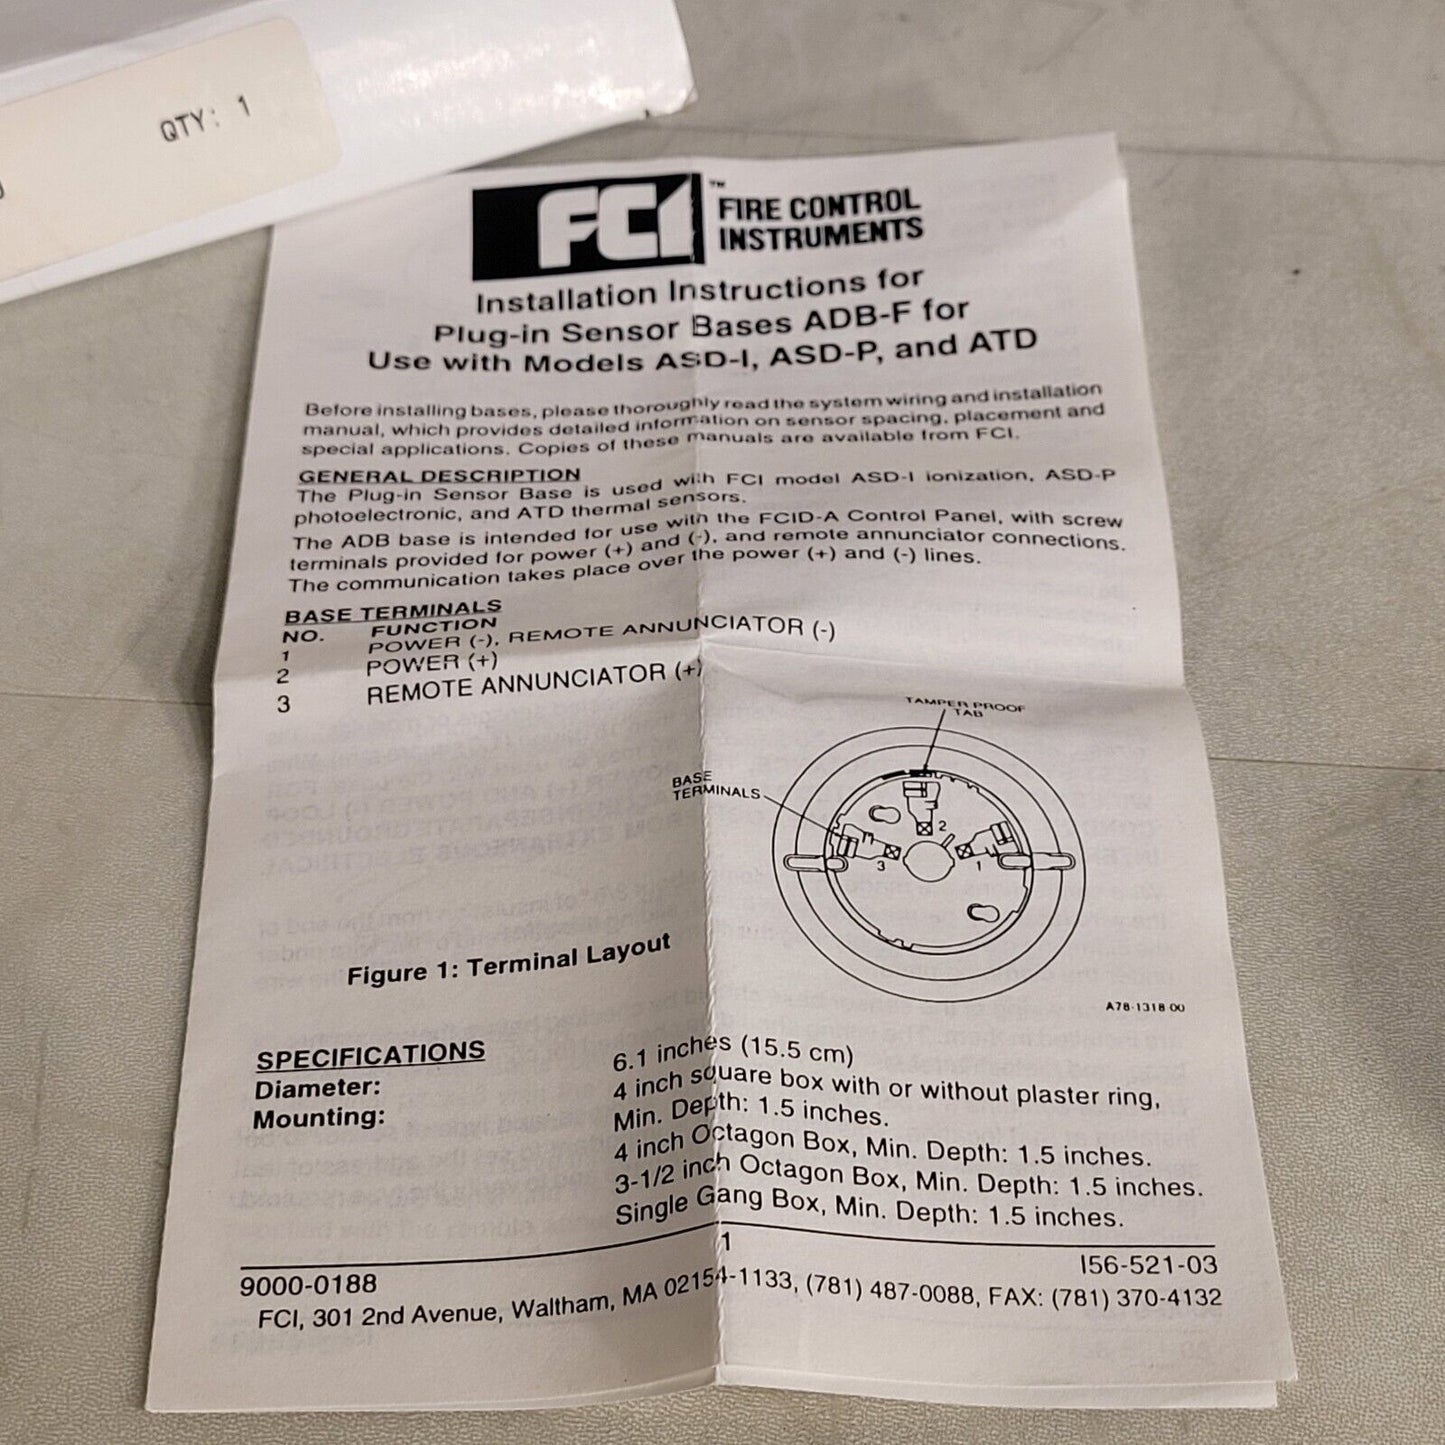 QTY: 1
FCI ™ FIRE CONTROL
INSTRUMENTS
Installation Instructions for
Plug-in Sensor Bases ADB-F for
Use with Models ASD-I, ASD-P, and ATD
Before installing bases, please thoroughly read the system wiring and installation
manual, which provides detailed information on sensor spacing, placement and
special applications. Copies of these manuals are available from FCI.
GENERAL DESCRIPTION
The Plug-in Sensor Base is used with FCI model ASD-I ionization, ASD-P
photoelectronic, and ATD thermal sensors.
The ADB base is intended for use with the FCID-A Control Panel, with screw
terminals provided for power (+) and (-), and remote annunciator connections.
The communication takes place over the power (+) and (-) lines.
BASE TERMINALS
NO. FUNCTION
1 POWER (-), REMOTE ANNUNCIATOR (-)
2 POWER (+)
3 REMOTE ANNUNCIATOR (+)
TAMPER PROOF
TAB
BASE
TERMINALS
2
3
1
Figure 1: Terminal Layout
A78-1318-00
SPECIFICATIONS
Diameter: 6.1 inches (15.5 cm)
Mounting: 4 inch square box with or without plaster ring,
Min. Depth: 1.5 inches.
4 inch Octagon Box, Min. Depth: 1.5 inches.
3-1/2 inch Octagon Box, Min. Depth: 1.5 inches.
Single Gang Box, Min. Depth: 1.5 inches.
1
9000-0188 I56-521-03
FCI, 301 2nd Avenue, Waltham, MA 02154-1133, (781) 487-0088, FAX: (781) 370-4132